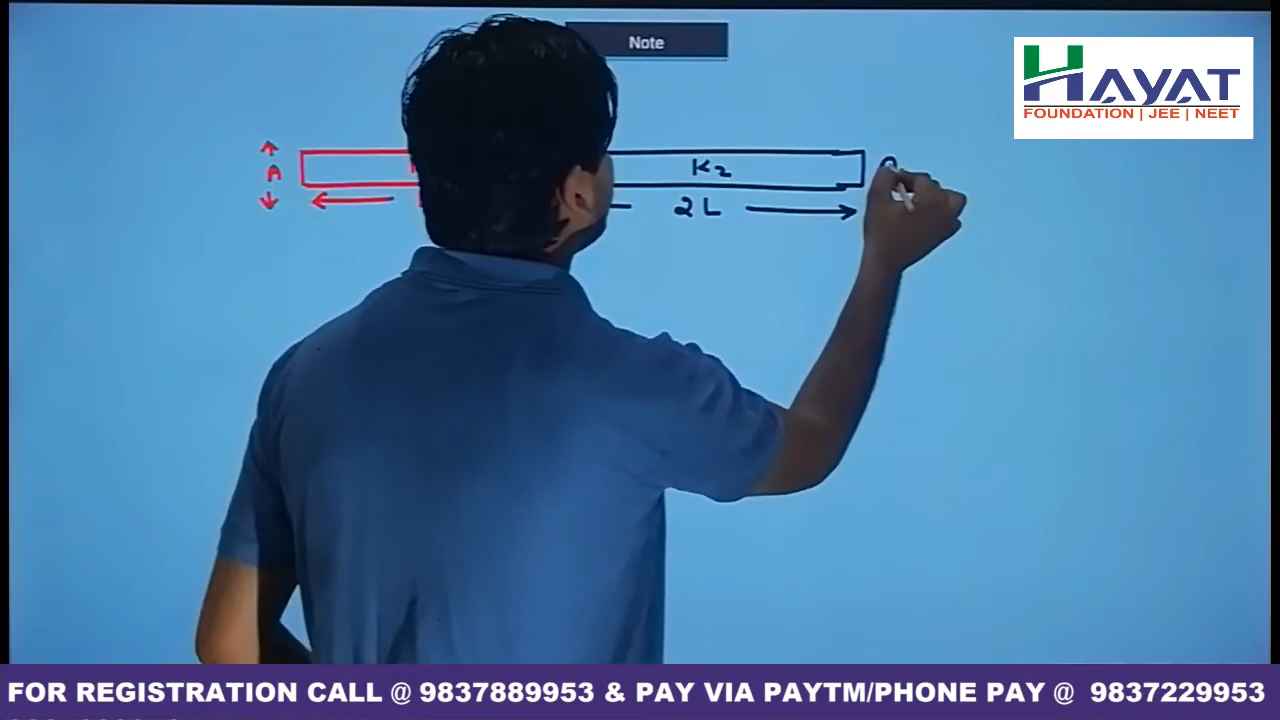 Note
HAYAT
FOUNDATION | JEE | NEET
A
K2
2L
FOR REGISTRATION CALL @ 9837889953 & PAY VIA PAYTM/PHONE PAY @ 9837229953